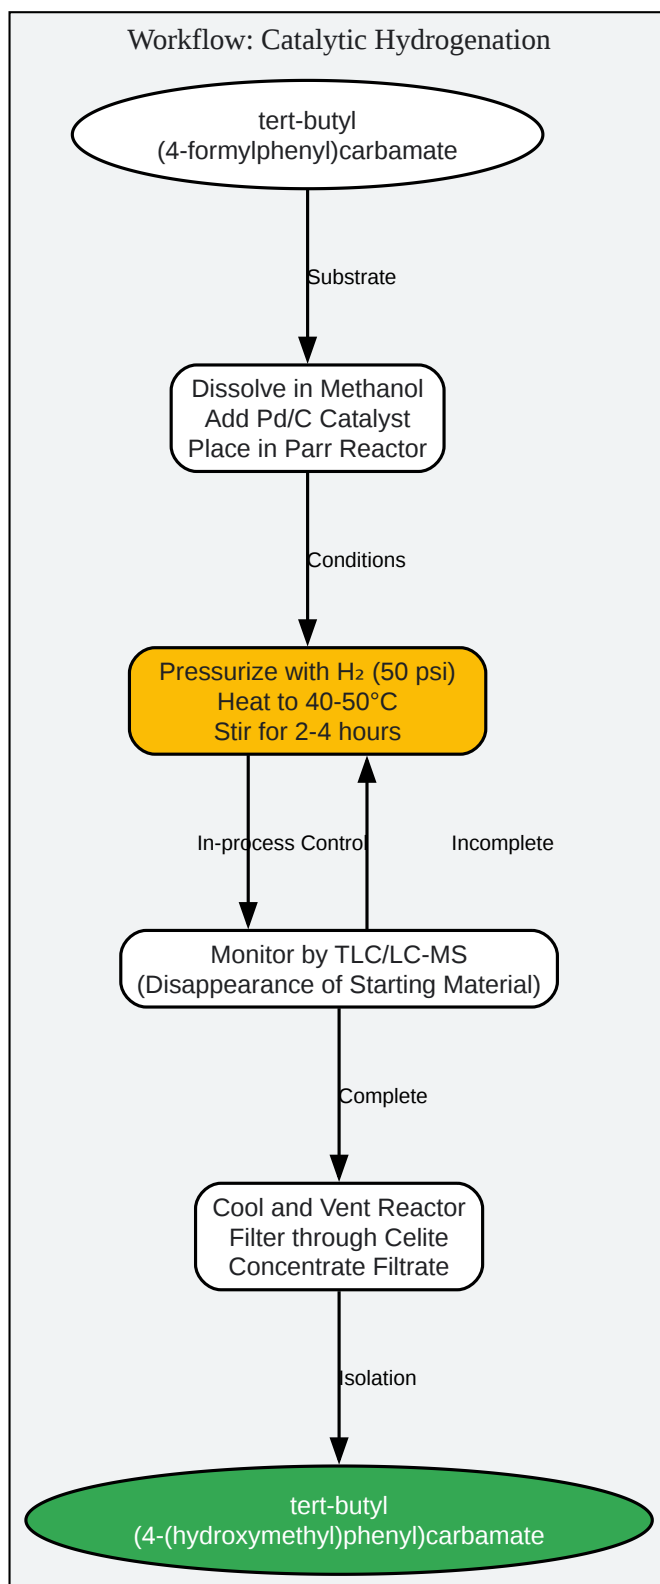 Workflow: Catalytic Hydrogenation
tert-butyl
(4-formylphenyl)carbamate
Substrate
Dissolve in Methanol
Add Pd/C Catalyst
Place in Parr Reactor
Conditions
Pressurize with H₂ (50 psi)
Heat to 40-50°C
Stir for 2-4 hours
In-process Control
Incomplete
Monitor by TLC/LC-MS
(Disappearance of Starting Material)
Complete
Cool and Vent Reactor
Filter through Celite
Concentrate Filtrate
Isolation
tert-butyl
(4-(hydroxymethyl)phenyl)carbamate